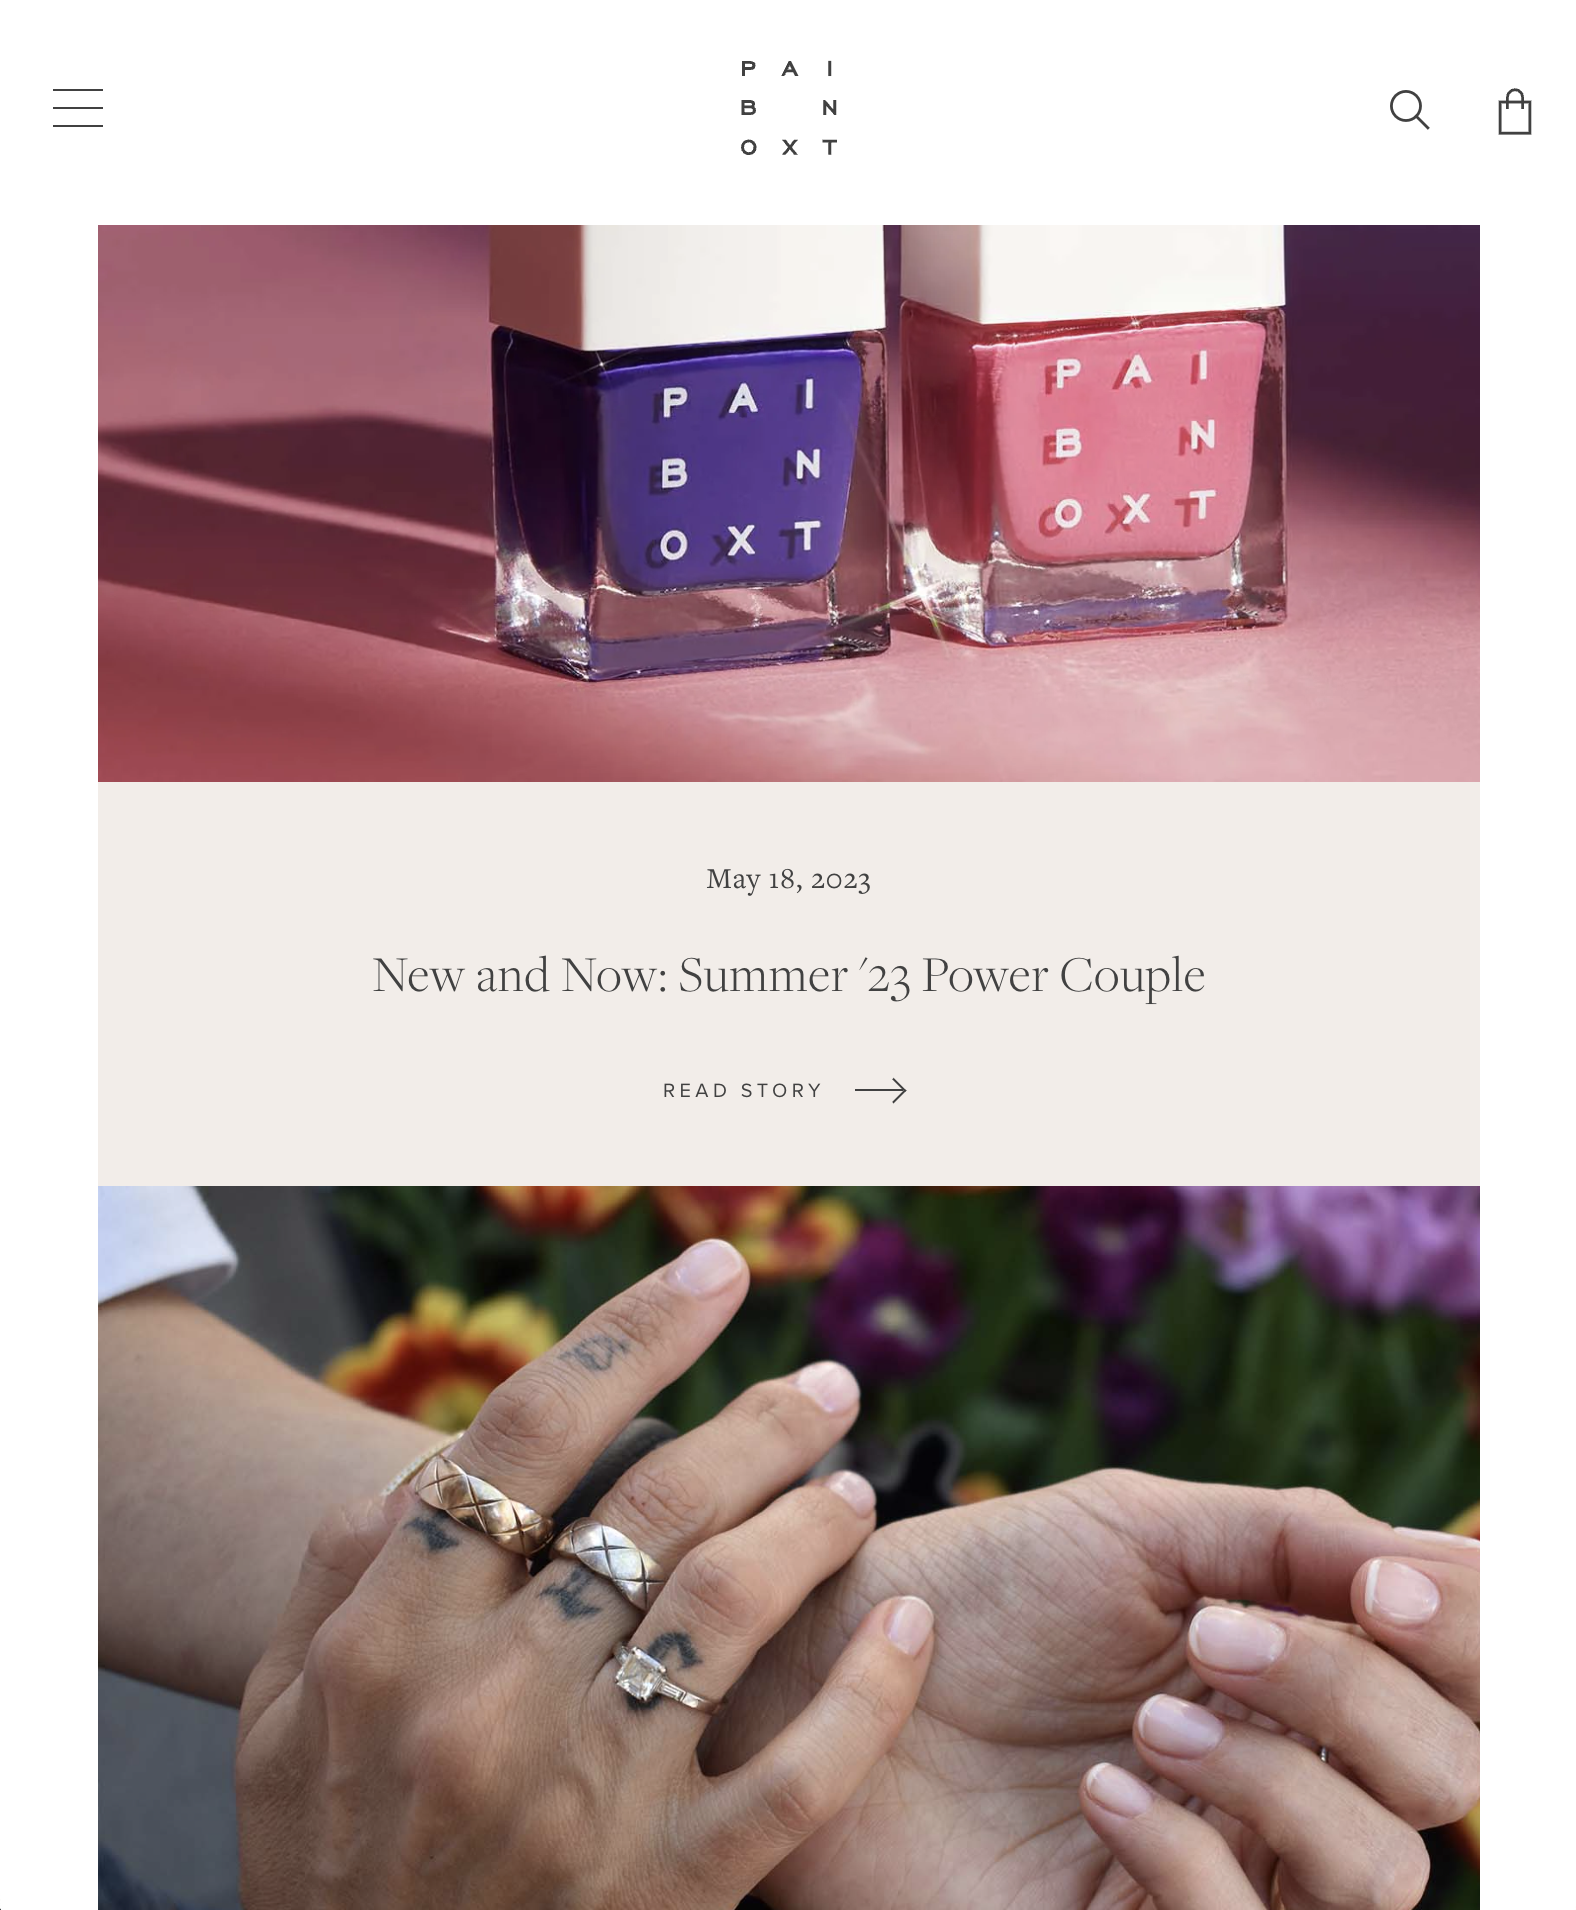 P A I
B N
O X T
P A I
B N
O X T
P A I
B N
O X T
May 18, 2023
New and Now: Summer '23 Power Couple
READ STORY